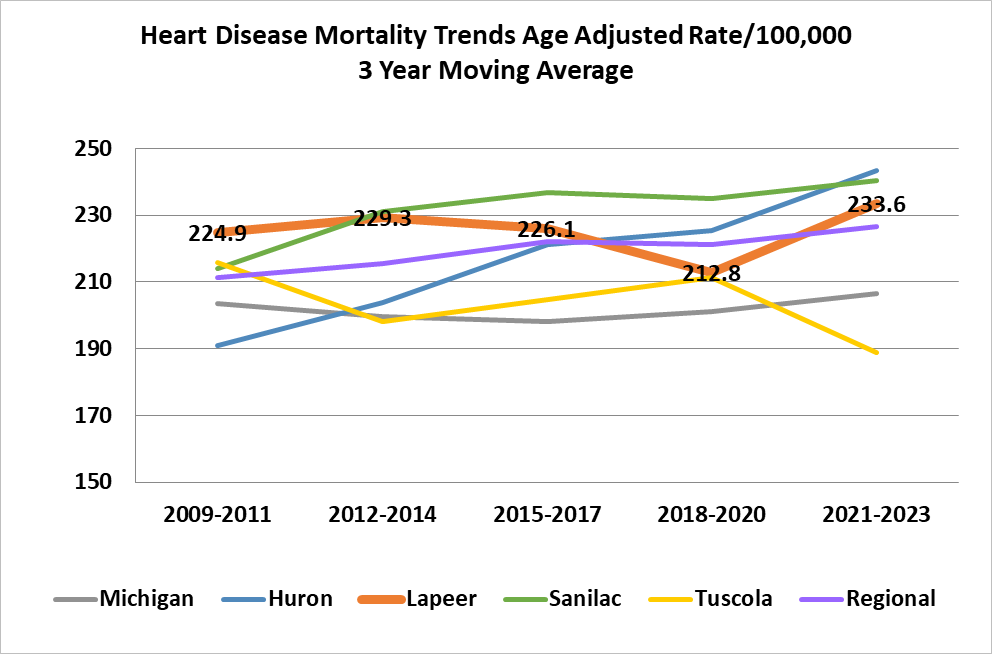 Heart Disease Mortality Trends Age Adjusted Rate/100,000
3 Year Moving Average
250
230
210
190
170
150
224.9
229.3
226.1
212.8
233.6
2009-2011
2012-2014
2015-2017
2018-2020
2021-2023
Michigan
Huron
Lapeer
Sanilac
Tuscola
Regional